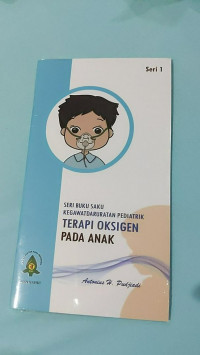 Seri 1
SERI BUKU SAKU
KEGAWATDARURATAN PEDIATRIK
TERAPI OKSIGEN
PADA ANAK
Antonius H. Pudjiadi